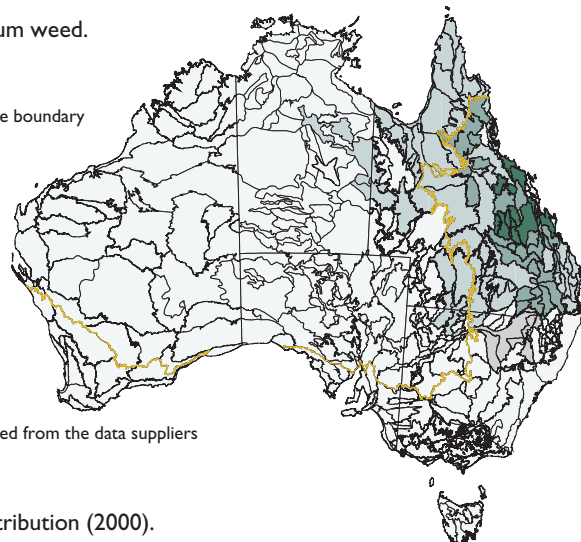 um weed.
e boundary
ed from the data suppliers
tribution (2000).